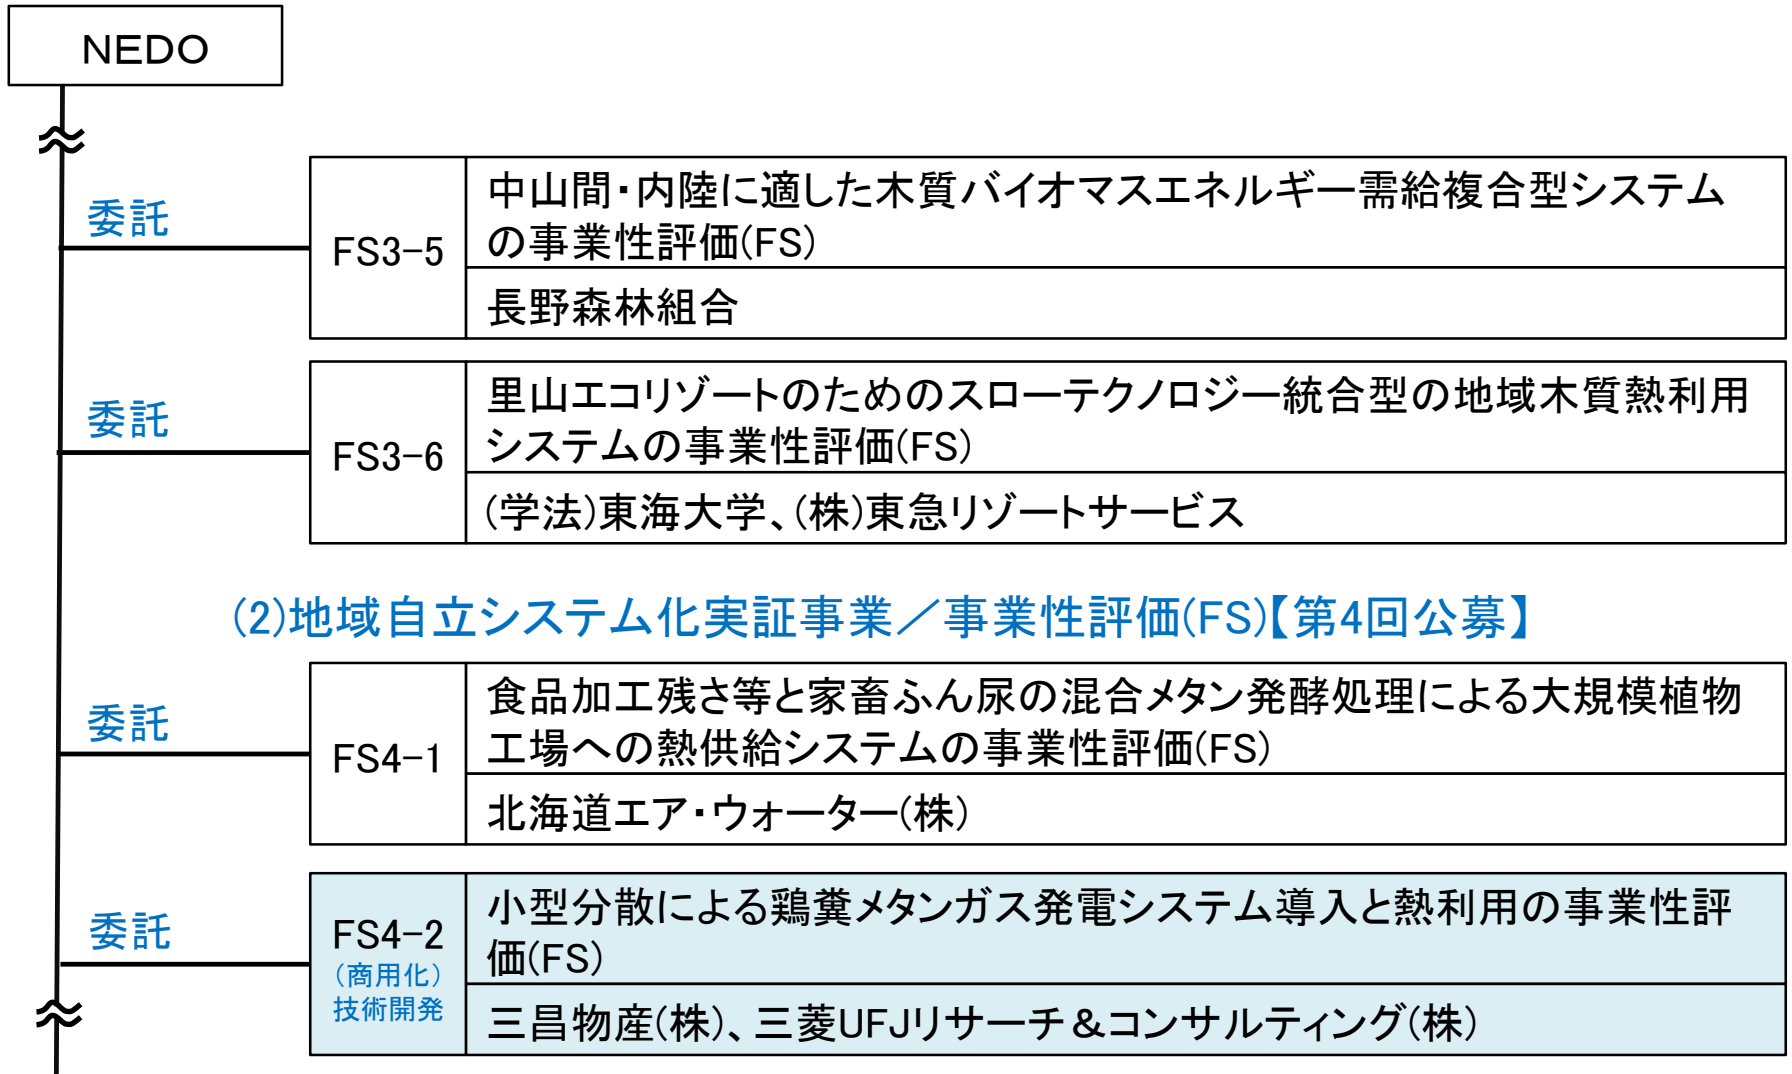 NEDO
委託
FS3-5
中山間・内陸に適した木質バイオマスエネルギー需給複合型システム
の事業性評価(FS)
長野森林組合
委託
FS3-6
里山エコリゾートのためのスローテクノロジー統合型の地域木質熱利用
システムの事業性評価(FS)
(学法)東海大学、(株)東急リゾートサービス
(2)地域自立システム化実証事業／事業性評価(FS)【第4回公募】
委託
FS4-1
食品加工残さ等と家畜ふん尿の混合メタン発酵処理による大規模植物
工場への熱供給システムの事業性評価(FS)
北海道エア・ウォーター(株)
委託
FS4-2
（商用化）
技術開発
小型分散による鶏糞メタンガス発電システム導入と熱利用の事業性評
価(FS)
三昌物産(株)、三菱UFJリサーチ＆コンサルティング(株)